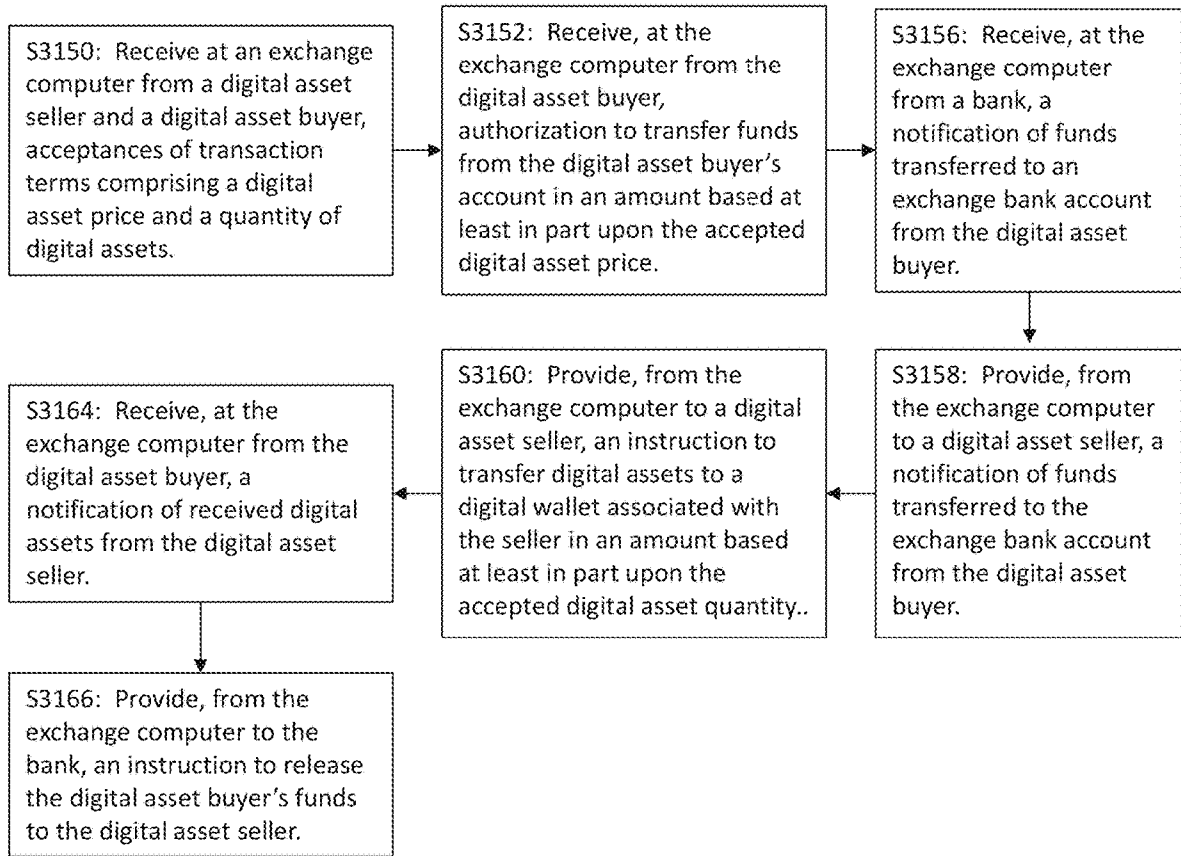 S3150: Receive at an exchange
computer from a digital asset
seller and a digital asset buyer,
acceptances of transaction
terms comprising a digital
asset price and a quantity of
digital assets.
S3152: Receive, at the
exchange computer from the
digital asset buyer,
authorization to transfer funds
from the digital asset buyer's
account in an amount based at
least in part upon the accepted
digital asset price.
S3156: Receive, at the
exchange computer
from a bank, a
notification of funds
transferred to an
exchange bank account
from the digital asset
buyer.
S3158: Provide, from
the exchange computer
to a digital asset seller, a
notification of funds
transferred to the
exchange bank account
from the digital asset
buyer.
S3160: Provide, from the
exchange computer to a digital
asset seller, an instruction to
transfer digital assets to a
digital wallet associated with
the seller in an amount based
at least in part upon the
accepted digital asset quantity..
S3164: Receive, at the
exchange computer from the
digital asset buyer, a
notification of received digital
assets from the digital asset
seller.
S3166: Provide, from the
exchange computer to the
bank, an instruction to release
the digital asset buyer's funds
to the digital asset seller.